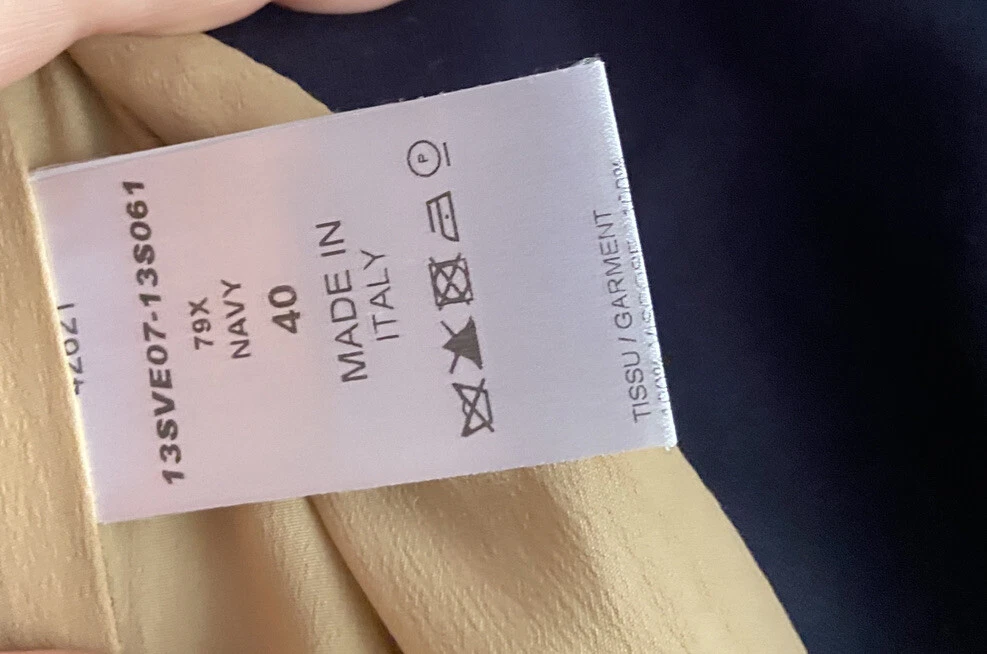 13SVE07-13S061
79X
NAVY
40
MADE IN
ITALY
P
TISSU / GARMENT